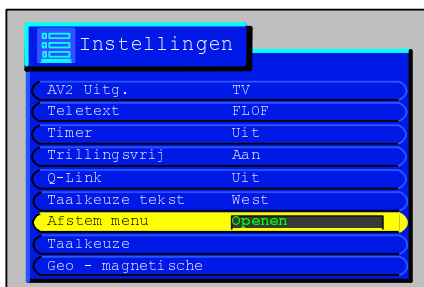 Instellingen
AV2 Uitg. TV
Teletext FLOF
Timer Uit
Trillingsvrij Aan
Q-Link Uit
Taalkeuze tekst West
Afstem menu Openen
Taalkeuze
Geo - magnetische